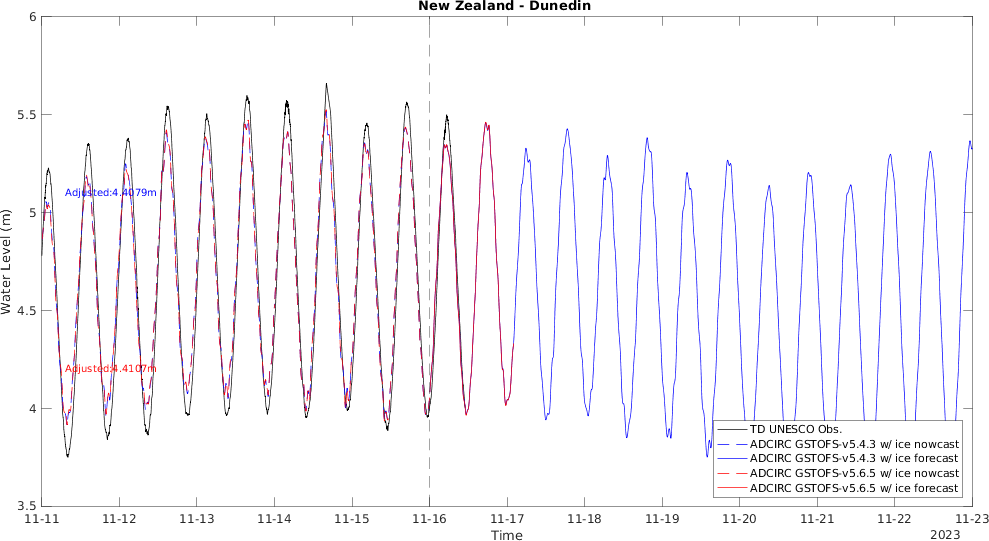 New Zealand - Dunedin
6
5.5
5
4.5
4
3.5
Water Level (m)
Adjusted:4.4079m
Adjusted:4.4107m
TD UNESCO Obs.
ADCIRC GSTOFS-v5.4.3 w/ ice nowcast
ADCIRC GSTOFS-v5.4.3 w/ ice forecast
ADCIRC GSTOFS-v5.6.5 w/ ice nowcast
ADCIRC GSTOFS-v5.6.5 w/ ice forecast
11-11 11-12 11-13 11-14 11-15 11-16 11-17 11-18 11-19 11-20 11-21 11-22 11-23
Time
2023